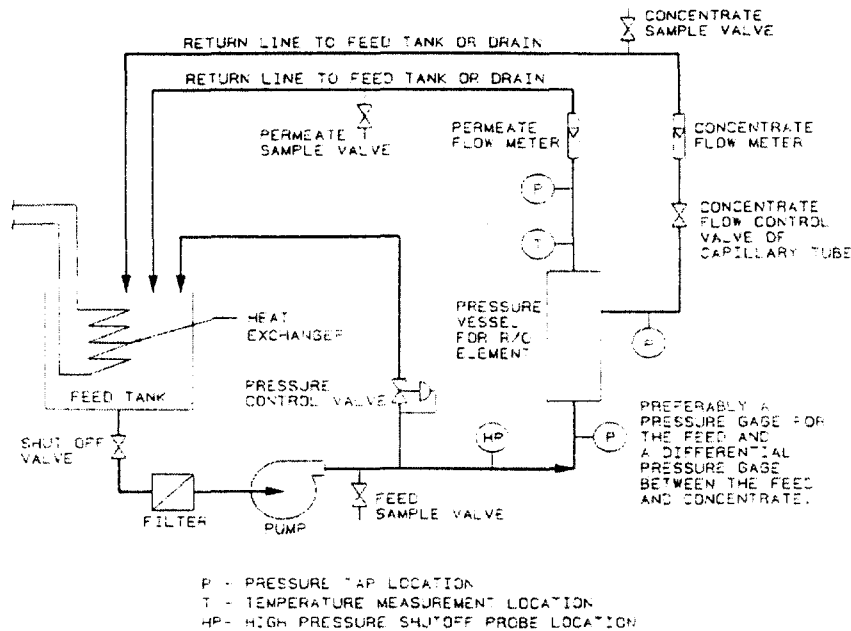 CONCENTRATE
SAMPLE VALVE
RETURN LINE TO FEED TANK OR DRAIN
RETURN LINE TO FEED TANK OR DRAIN
PERMEATE
SAMPLE VALVE
PERMEATE
FLOW METER
CONCENTRATE
FLOW METER
P
T
CONCENTRATE
FLOW CONTROL
VALVE OF
CAPILLARY TUBE
HEAT
EXCHANGER
PRESSURE
VESSEL
FOR R/O
ELEMENT
P
FEED TANK
PRESSURE
CONTROL VALVE
SHUT OFF
VALVE
HP
P
PREFERABLY A
PRESSURE GAGE FOR
THE FEED AND
A DIFFERENTIAL
PRESSURE GAGE
BETWEEN THE FEED
AND CONCENTRATE.
FILTER
PUMP
FEED
SAMPLE VALVE
P - PRESSURE TAP LOCATION
T - TEMPERATURE MEASUREMENT LOCATION
HP- HIGH PRESSURE SHUTOFF PROBE LOCATION